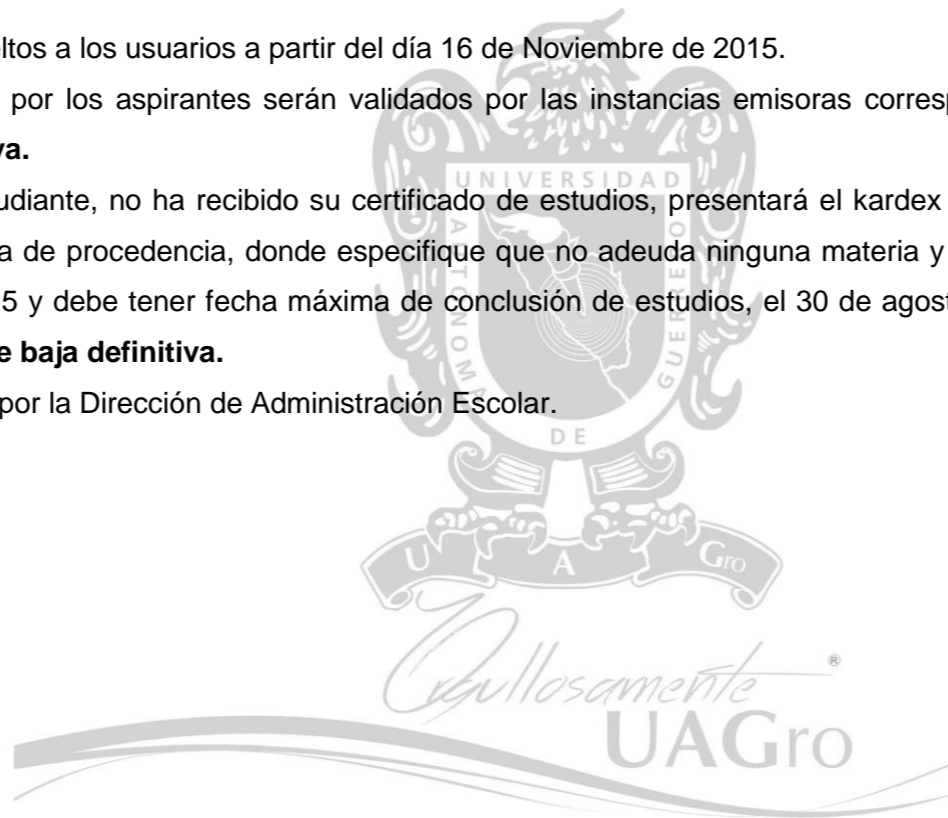 eltos a los usuarios a partir del día 16 de Noviembre de 2015.
por los aspirantes serán validados por las instancias emisoras corresp
va.
udiante, no ha recibido su certificado de estudios, presentará el kardex
a de procedencia, donde especifique que no adeuda ninguna materia y
5 y debe tener fecha máxima de conclusión de estudios, el 30 de agost
e baja definitiva.
por la Dirección de Administración Escolar.
UNIVERSIDAD
AUTONOMA
DE
GUERRERO
U A Gro
Orgullosamente ®
UAGro